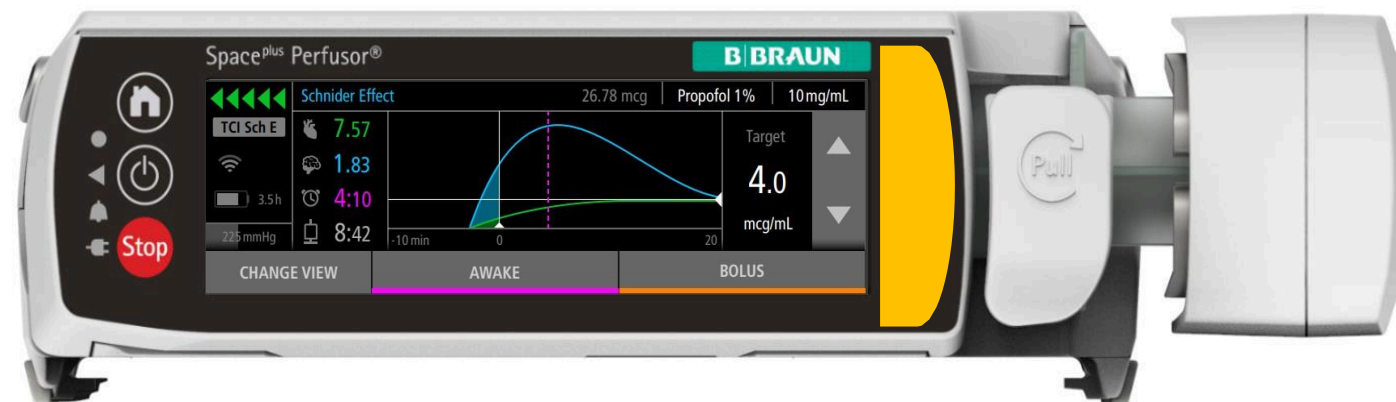 Space plus Perfusor®
B|BRAUN
Schnider Effect 26.78 mcg Propofol 1% 10 mg/mL
TCI Sch E
7.57
1.83
4:10
8:42
3.5h
225 mmHg
-10 min 0 20
Target
4.0
mcg/mL
Stop
CHANGE VIEW AWAKE BOLUS
Pull